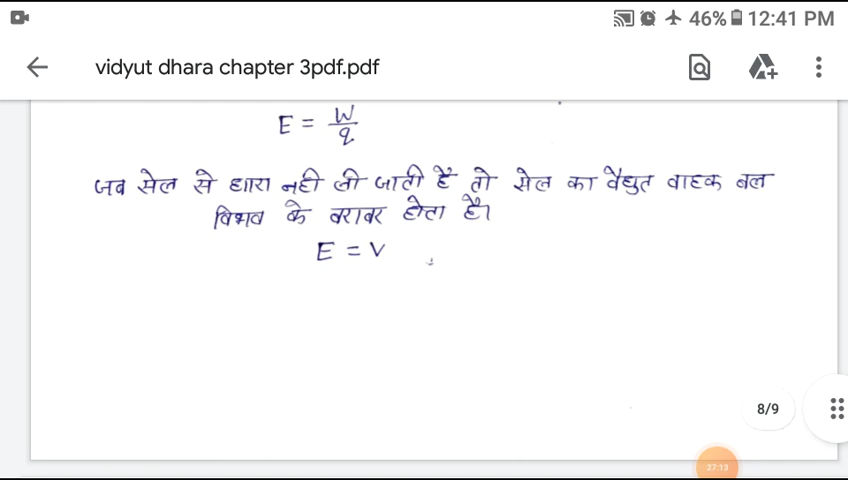 46% 12:41 PM
vidyut dhara chapter 3pdf.pdf
E = W/q
जब सेल से धारा नही ली जाती है तो सेल का वैद्युत वाहक बल
विभव के बराबर होता है।
E = V
8/9
27:13